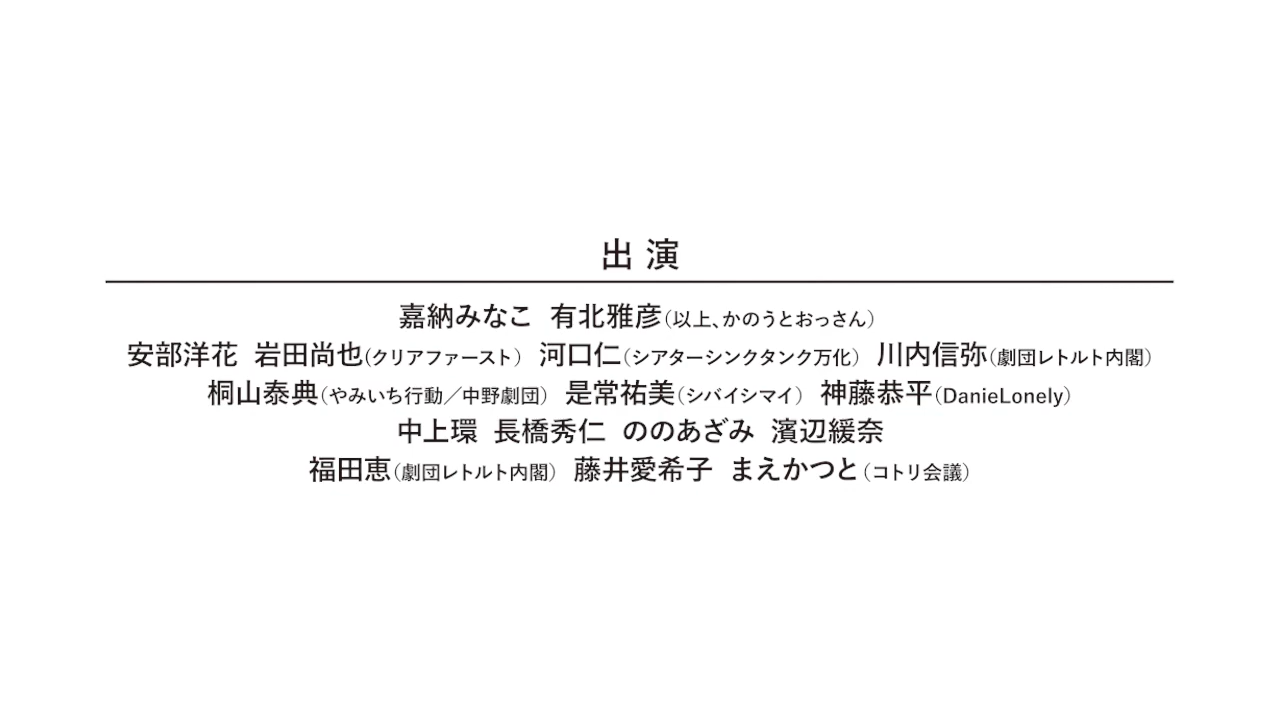 出演
嘉納みなこ 有北雅彦(以上、かのうとおっさん)
安部洋花 岩田尚也(クリアファースト) 河口仁(シアターシンクタンク万化) 川内信弥(劇団レトルト内閣)
桐山泰典(やみいち行動/中野劇団) 是常祐美(シバイシマイ) 神藤恭平(DanieLonely)
中上環 長橋秀仁 ののあざみ 濱辺緩奈
福田恵(劇団レトルト内閣) 藤井愛希子 まえかつと(コトリ会議)